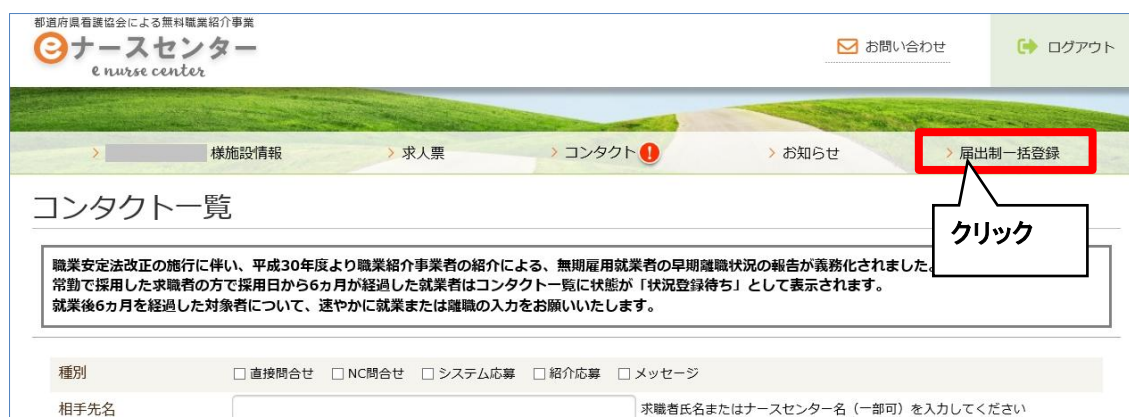 都道府県看護協会による無料職業紹介事業
eナースセンター
e nurse center
お問い合わせ
ログアウト
> 様施設情報
> 求人票
> コンタクト!
> お知らせ
> 届出制一括登録
コンタクト一覧
クリック
職業安定法改正の施行に伴い、平成30年度より職業紹介事業者の紹介による、無期雇用就業者の早期離職状況の報告が義務化されました。
常勤で採用した求職者の方で採用日から6ヵ月が経過した就業者はコンタクト一覧に状態が「状況登録待ち」として表示されます。
就業後6ヵ月を経過した対象者について、速やかに就業または離職の入力をお願いいたします。
種別 □直接問合せ □NC問合せ □システム応募 □紹介応募 □メッセージ
相手先名 求職者氏名またはナースセンター名（一部可）を入力してください